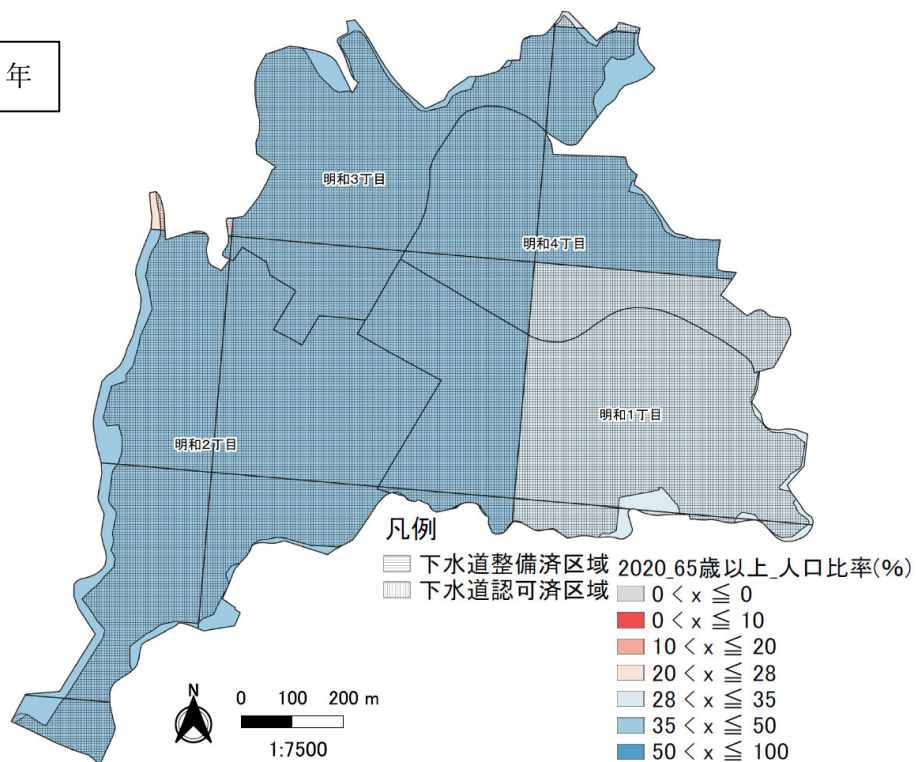 年
明和3丁目
明和4丁目
明和1丁目
明和2丁目
凡例
下水道整備済区域
下水道認可済区域
2020_65歳以上_人口比率(%)
0 < x ≦ 0
0 < x ≦ 10
10 < x ≦ 20
20 < x ≦ 28
28 < x ≦ 35
35 < x ≦ 50
50 < x ≦ 100
N
0 100 200 m
1:7500